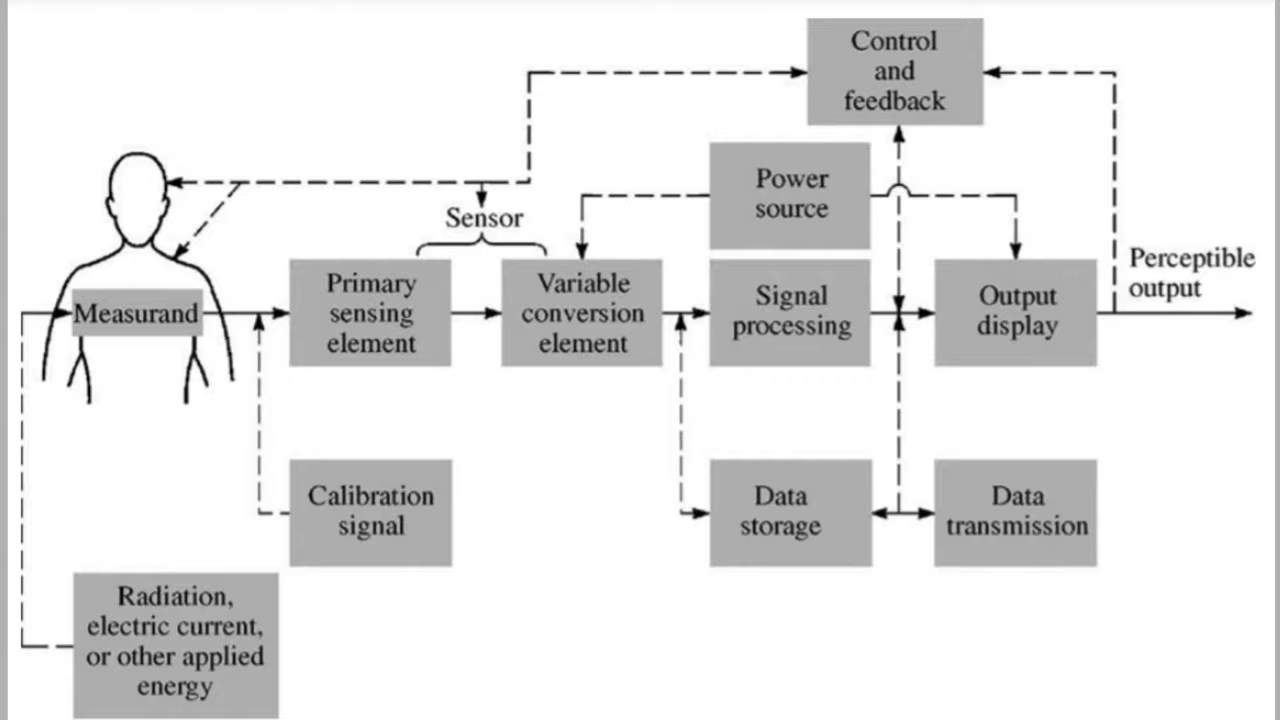 Control
and
feedback
Power
source
Sensor
Perceptible
output
Measurand
Primary
sensing
element
Variable
conversion
element
Signal
processing
Output
display
Calibration
signal
Data
storage
Data
transmission
Radiation,
electric current,
or other applied
energy